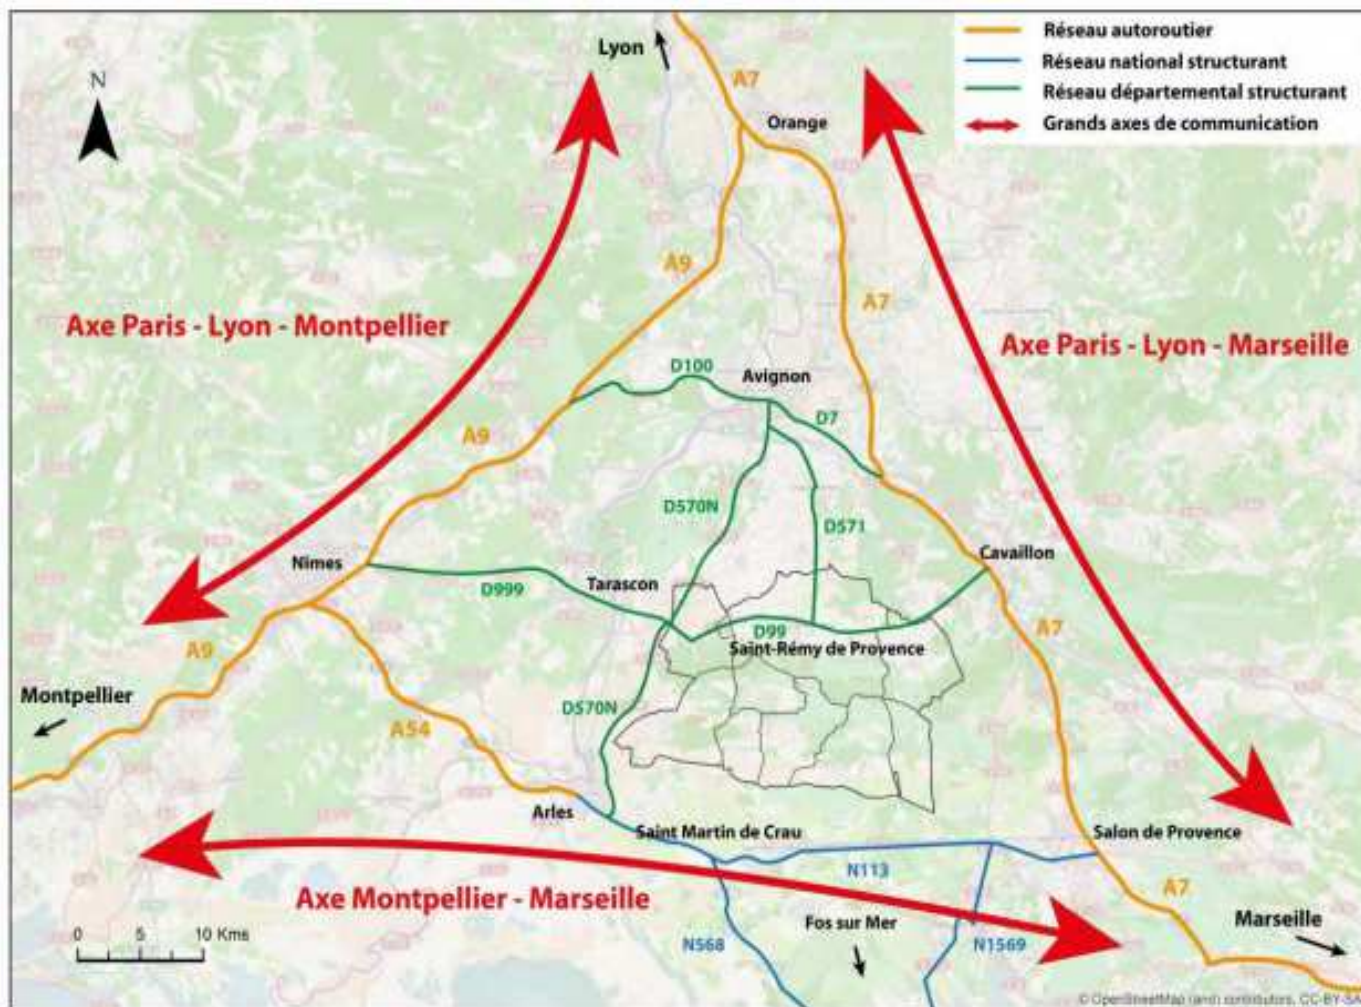 Lyon
Réseau autoroutier
Réseau national structurant
Réseau départemental structurant
Grands axes de communication
N
A7
Orange
A9
A7
Axe Paris - Lyon - Montpellier
Axe Paris - Lyon - Marseille
D100
Avignon
D7
A9
D570N
D571
Nimes
Cavaillon
D999
Tarascon
D99
A7
Saint-Rémy de Provence
A9
Montpellier
D570N
A54
Arles
Saint Martin de Crau
Salon de Provence
N113
A7
Axe Montpellier - Marseille
Fos sur Mer
Marseille
N568
N1569
0 5 10 Kms
© OpenStreetMap (and) contributors, CC-BY-SA